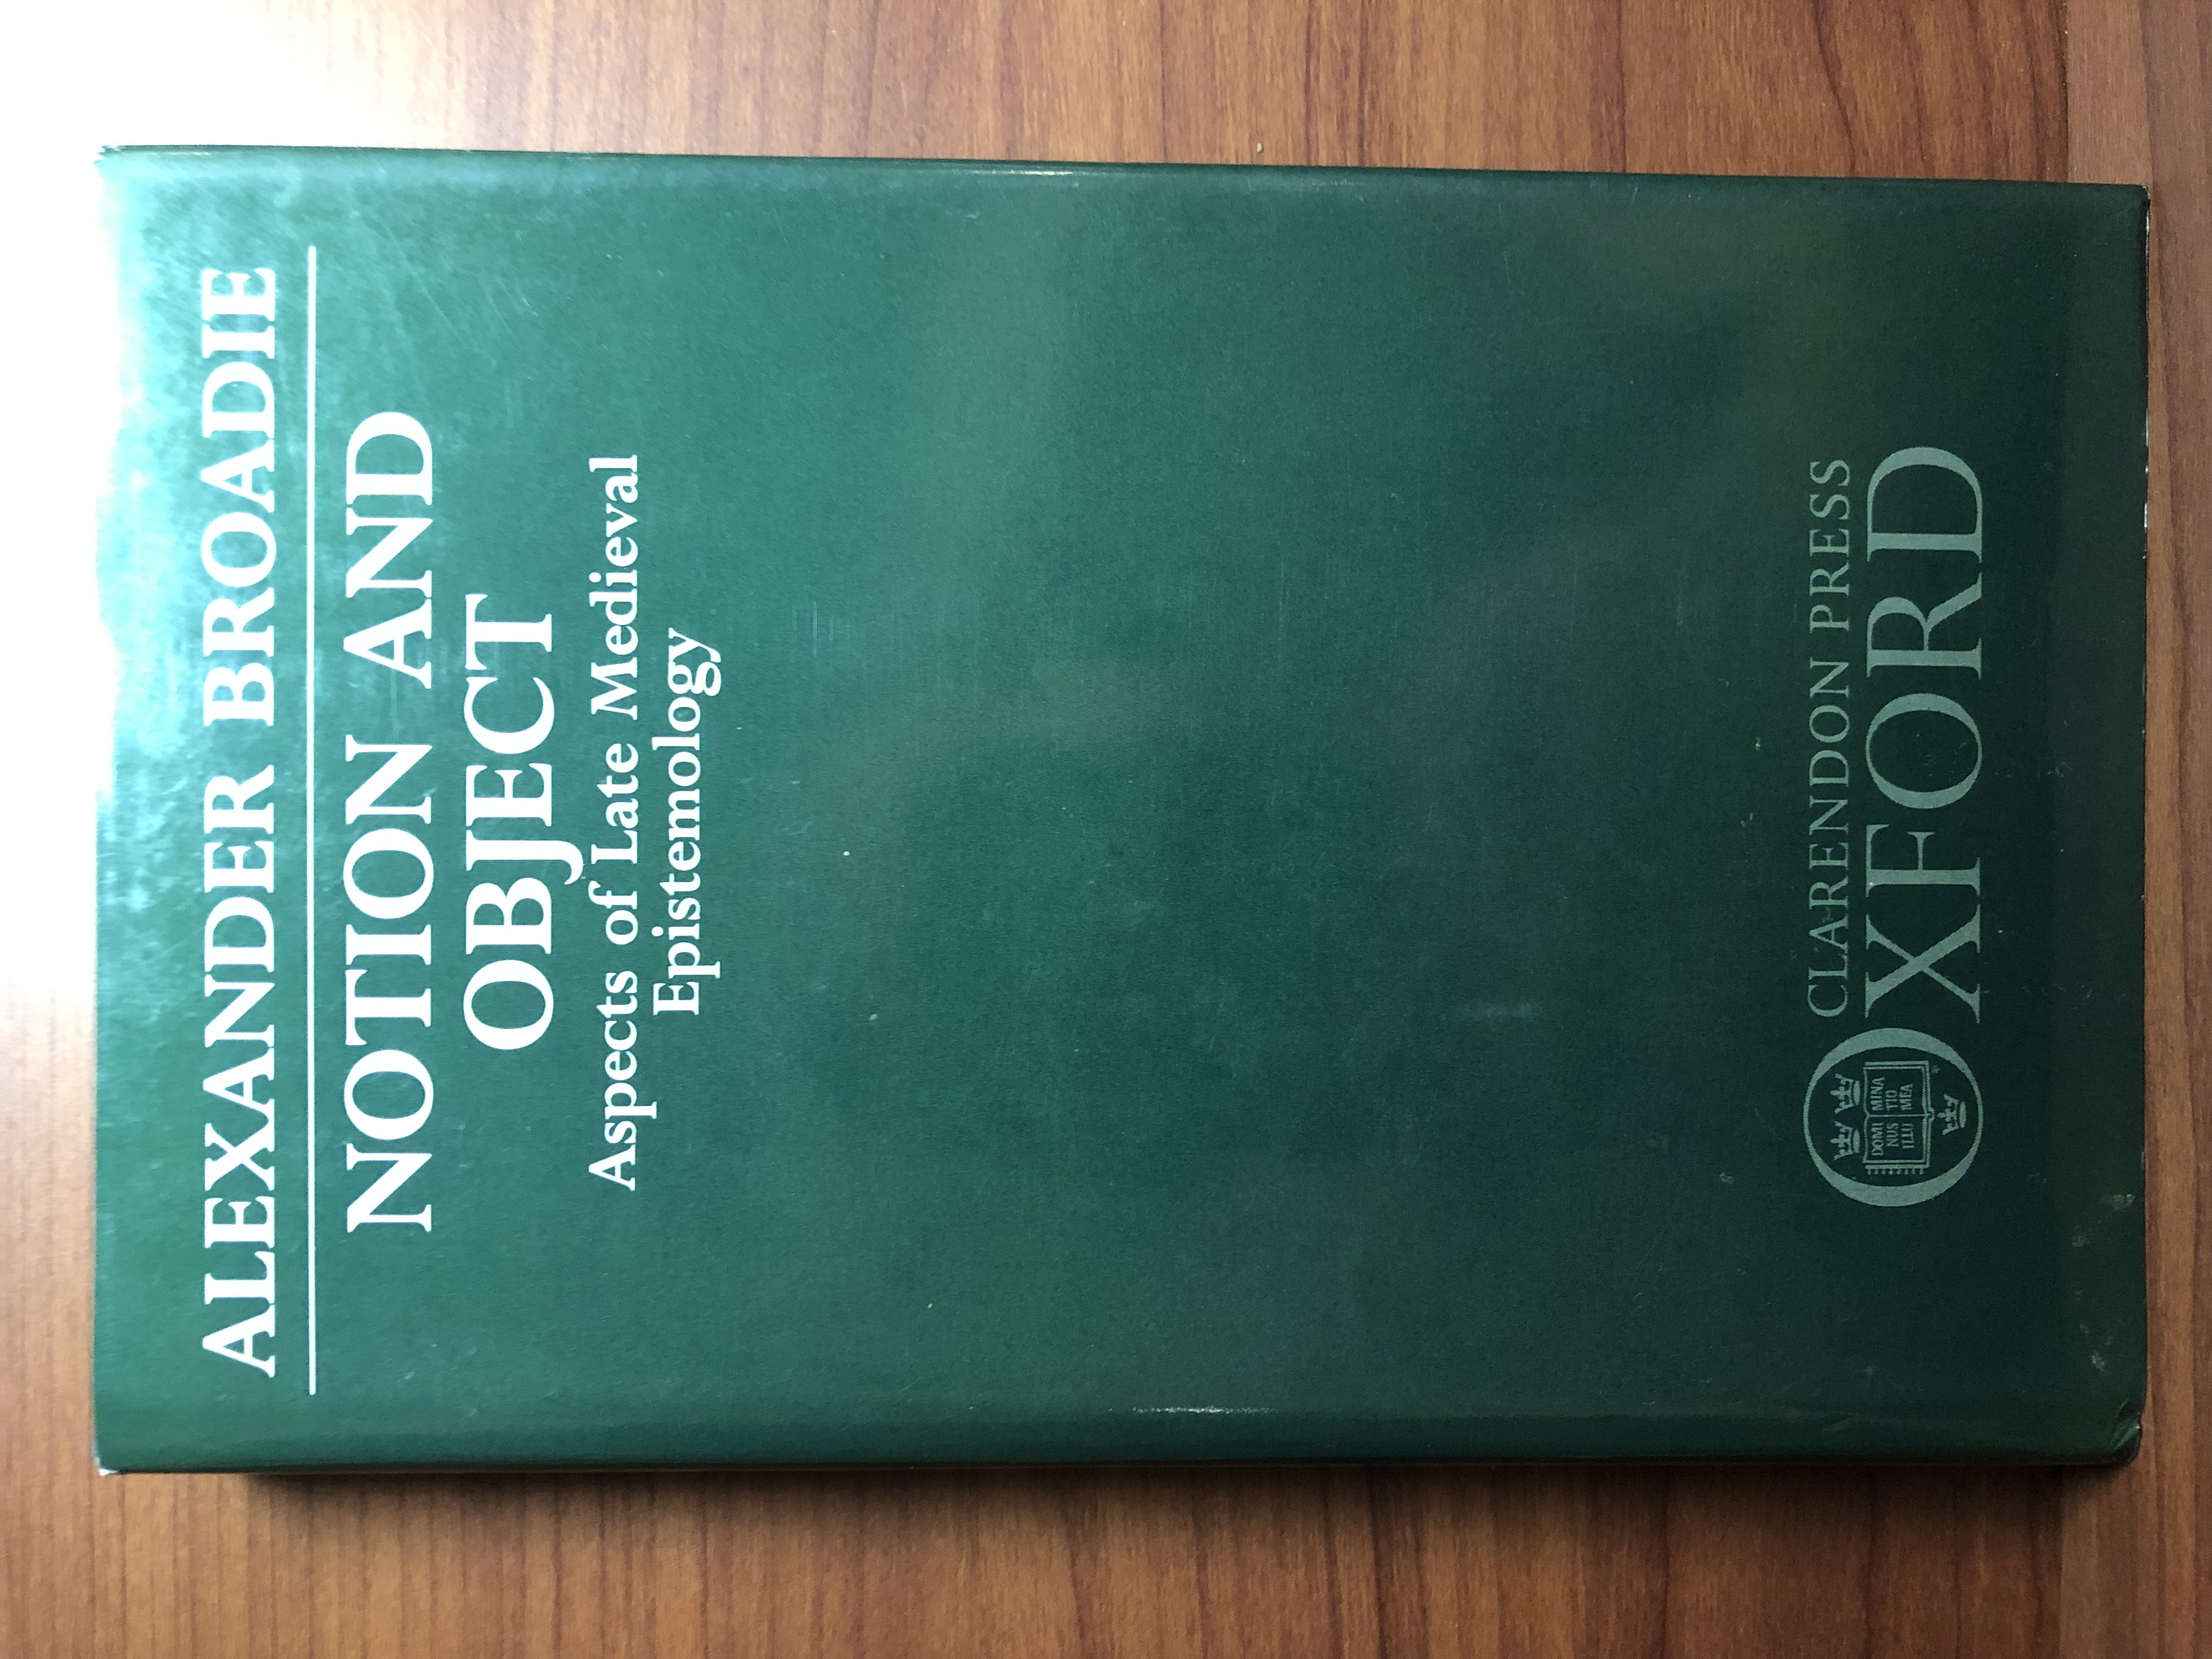 ALEXANDER BROADIE
NOTION AND
OBJECT
Aspects of Late Medieval
Epistemology
CLARENDON PRESS
OXFORD
DOMI MINA
NUS TIO
ILLU MEA